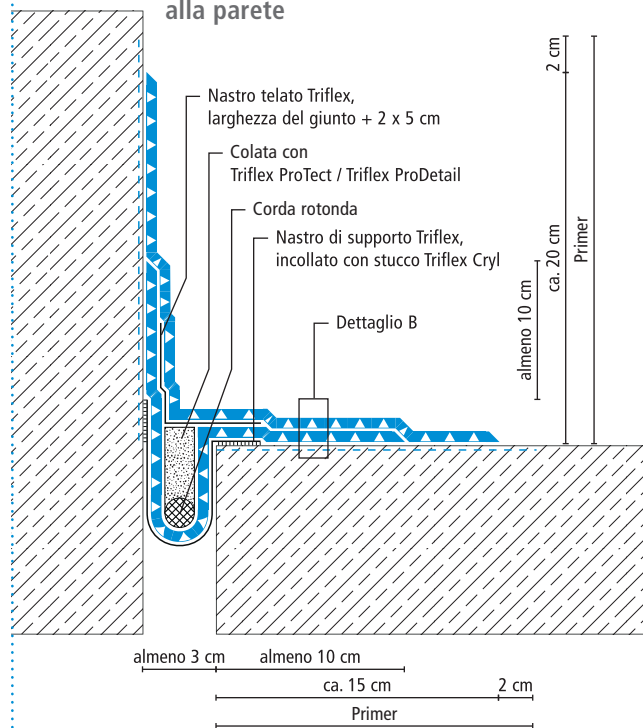 alla parete
Nastro telato Triflex,
larghezza del giunto + 2 x 5 cm
Colata con
Triflex ProTect / Triflex ProDetail
Corda rotonda
Nastro di supporto Triflex,
incollato con stucco Triflex Cryl
Dettaglio B
2 cm
ca. 20 cm
Primer
almeno 10 cm
almeno 3 cm
almeno 10 cm
ca. 15 cm
2 cm
Primer